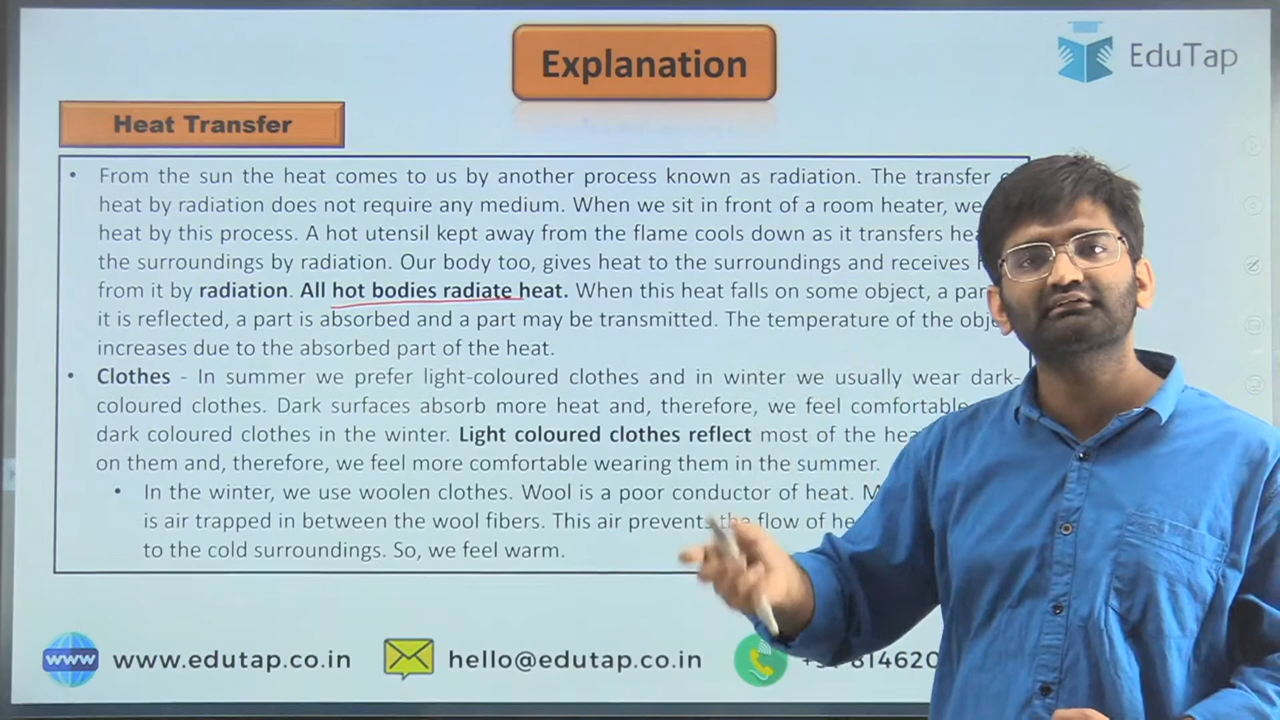 Explanation
EduTap
Heat Transfer
• From the sun the heat comes to us by another process known as radiation. The transfer
heat by radiation does not require any medium. When we sit in front of a room heater, we
heat by this process. A hot utensil kept away from the flame cools down as it transfers
the surroundings by radiation. Our body too, gives heat to the surroundings and receives
from it by radiation. All hot bodies radiate heat. When this heat falls on some object, a
it is reflected, a part is absorbed and a part may be transmitted. The temperature of the
increases due to the absorbed part of the heat.
• Clothes - In summer we prefer light-coloured clothes and in winter we usually wear dark-
coloured clothes. Dark surfaces absorb more heat and, therefore, we feel comfortable
dark coloured clothes in the winter. Light coloured clothes reflect most of the
on them and, therefore, we feel more comfortable wearing them in the summer.
• In the winter, we use woolen clothes. Wool is a poor conductor of heat.
is air trapped in between the wool fibers. This air prevents the flow of
to the cold surroundings. So, we feel warm.
www www.edutap.co.in hello@edutap.co.in